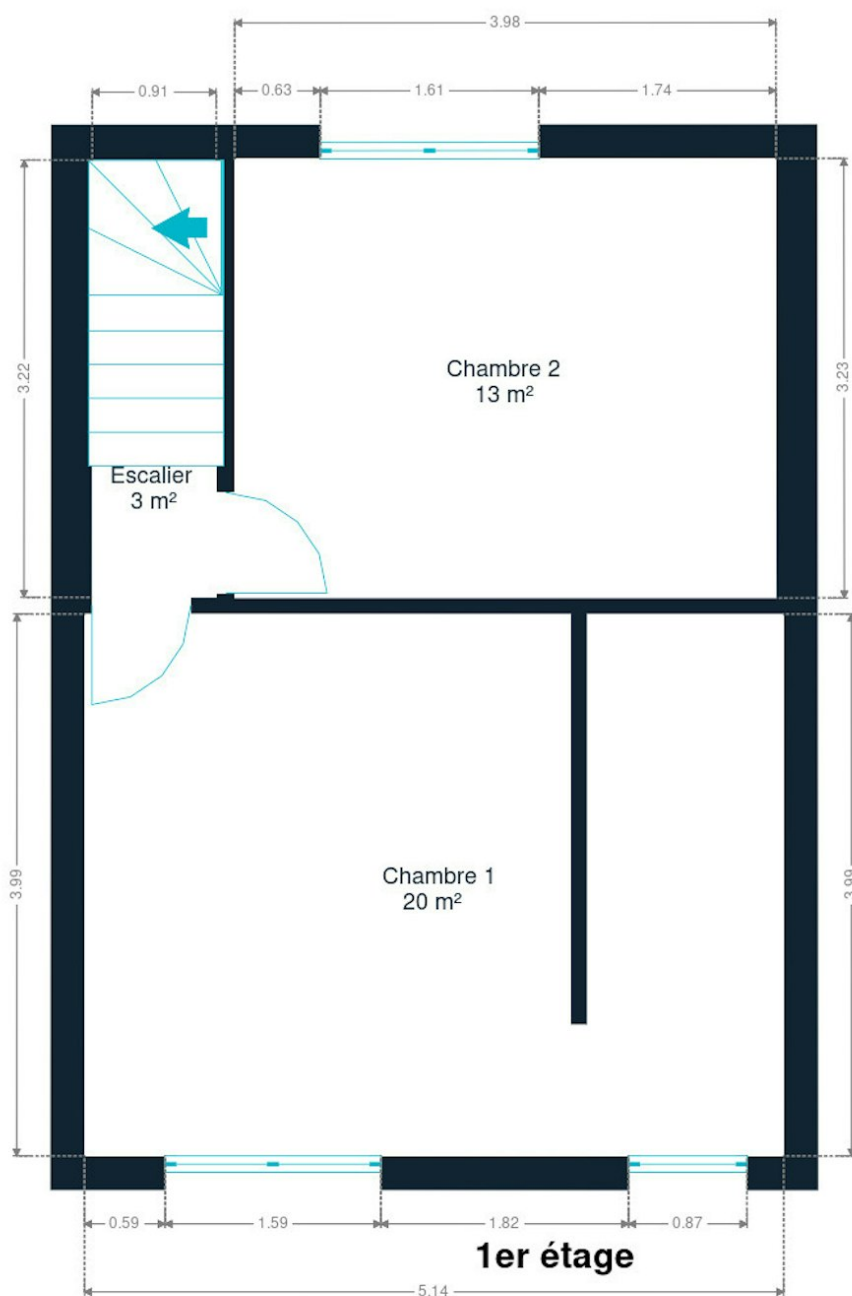 3.98
0.91
0.63
1.61
1.74
3.22
3.23
Chambre 2
13 m²
Escalier
3 m²
3.99
3.99
Chambre 1
20 m²
0.59
1.59
1.82
0.87
1er étage
5.14